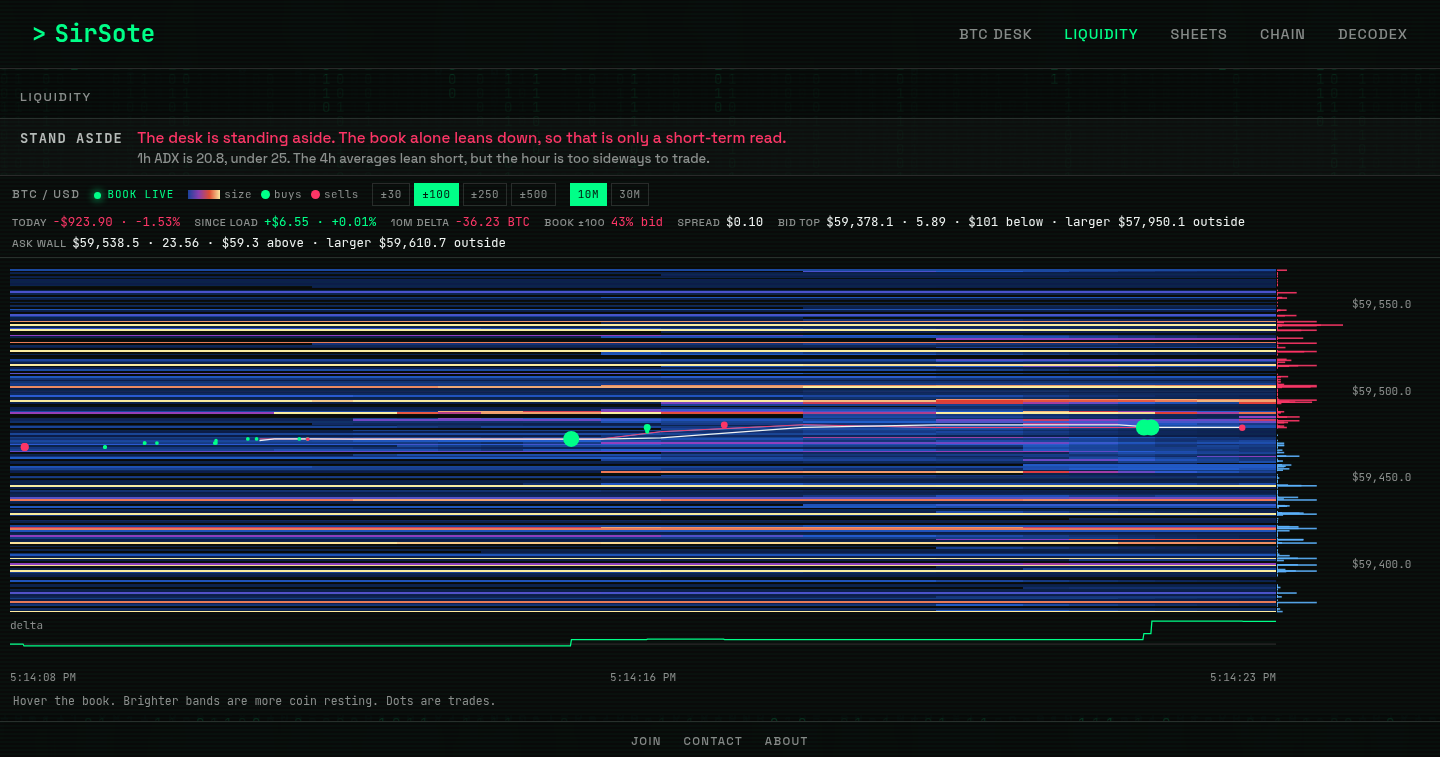 > SirSote
BTC DESK LIQUIDITY SHEETS CHAIN DECODEX
LIQUIDITY
STAND ASIDE The desk is standing aside. The book alone leans down, so that is only a short-term read.
1h ADX is 20.8, under 25. The 4h averages lean short, but the hour is too sideways to trade.
BTC / USD BOOK LIVE size buys sells ±30 ±100 ±250 ±500 10M 30M
TODAY -$923.90 · -1.53% SINCE LOAD +$6.55 · +0.01% 10M DELTA -36.23 BTC BOOK ±100 43% bid SPREAD $0.10 BID TOP $59,378.1 · 5.89 · $101 below · larger $57,950.1 outside
ASK WALL $59,538.5 · 23.56 · $59.3 above · larger $59,610.7 outside
$59,550.0
$59,500.0
$59,450.0
$59,400.0
delta
5:14:08 PM 5:14:16 PM 5:14:23 PM
Hover the book. Brighter bands are more coin resting. Dots are trades.
JOIN CONTACT ABOUT